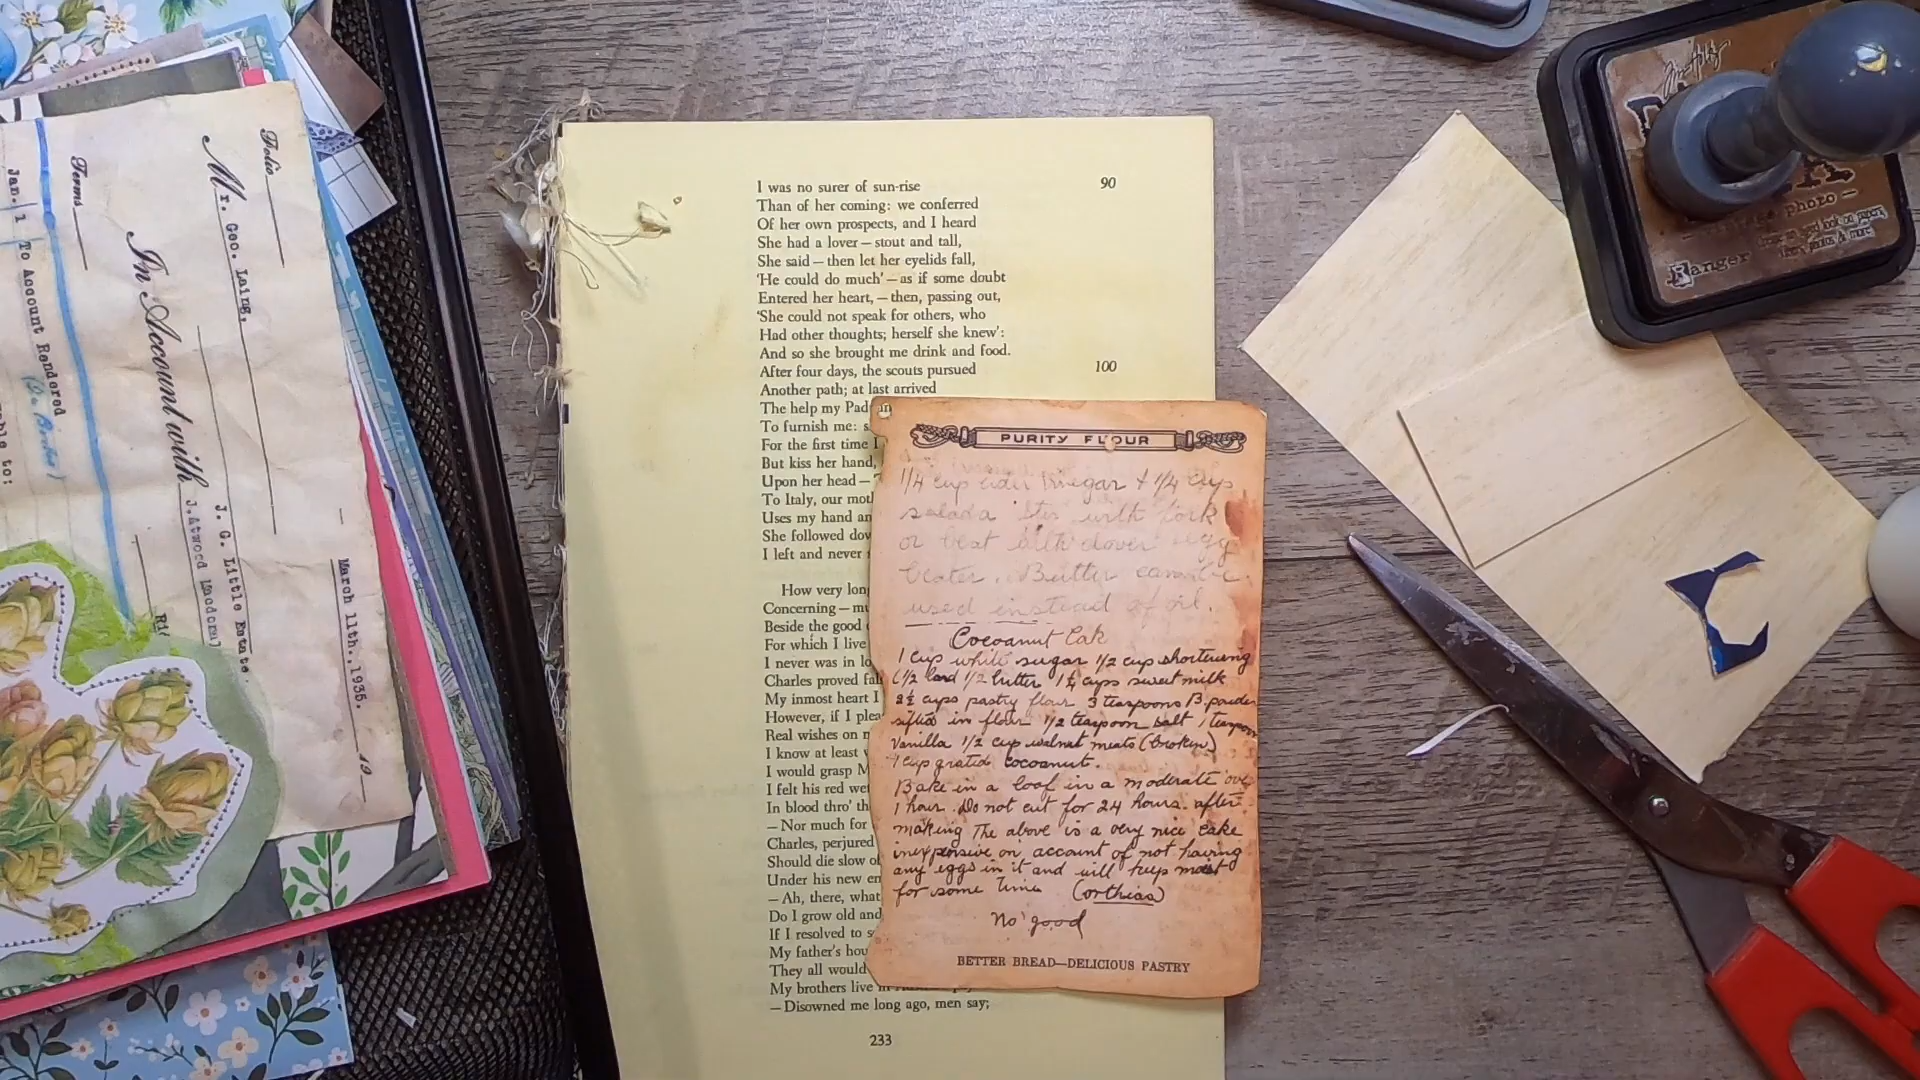 Folio
Mr. Geo. Laing,
Terms
In Account with
J. G. Little Estate
March 11th., 1935.
19
Jan. 1 To Account Rendered
I was no surer of sun-rise
90
Than of her coming: we conferred
Of her own prospects, and I heard
She had a lover – stout and tall,
She said – then let her eyelids fall,
'He could do much' – as if some doubt
Entered her heart, – then, passing out,
'She could not speak for others, who
Had other thoughts; herself she knew':
And so she brought me drink and food.
After four days, the scouts pursued
100
Another path; at last arrived
The help my Pad
To furnish me: s
For the first time I
But kiss her hand,
Upon her head –
To Italy, our mot
Uses my hand an
She followed dow
I left and never
How very long
Concerning – mu
Beside the good
For which I live
I never was in lo
Charles proved fal
My inmost heart I
However, if I plea
Real wishes on m
I know at least
I would grasp M
I felt his red we
In blood thro' th
– Nor much for
Charles, perjured
Should die slow of
Under his new em
– Ah, there, what
Do I grow old and
If I resolved to s
My father's hou
They all would
My brothers live in
– Disowned me long ago, men say;
233
PURITY FLOUR
1/4 cup cider vinegar + 1/4 cup
salada with fork
or beat with dover egg
beater. Butter can be
used instead of oil.
Cocoanut Cak
1 cup white sugar 1/2 cup shortening
(1/2 lard 1/2 butter 1 1/4 cups sweet milk
2 1/2 cups pastry flour 3 teaspoons B. powder
sifted in flour 1/2 teaspoon salt 1 teaspoon
vanilla 1/2 cup walnut meats (broken)
1 cup grated cocoanut.
Bake in a loaf in a moderate ove
1 hour. Do not cut for 24 hours. after
making The above is a very nice cake
inexpensive on account of not having
any eggs in it and will keep moist
for some time
No good
BETTER BREAD—DELICIOUS PASTRY
Tim Holtz
photo
Ranger